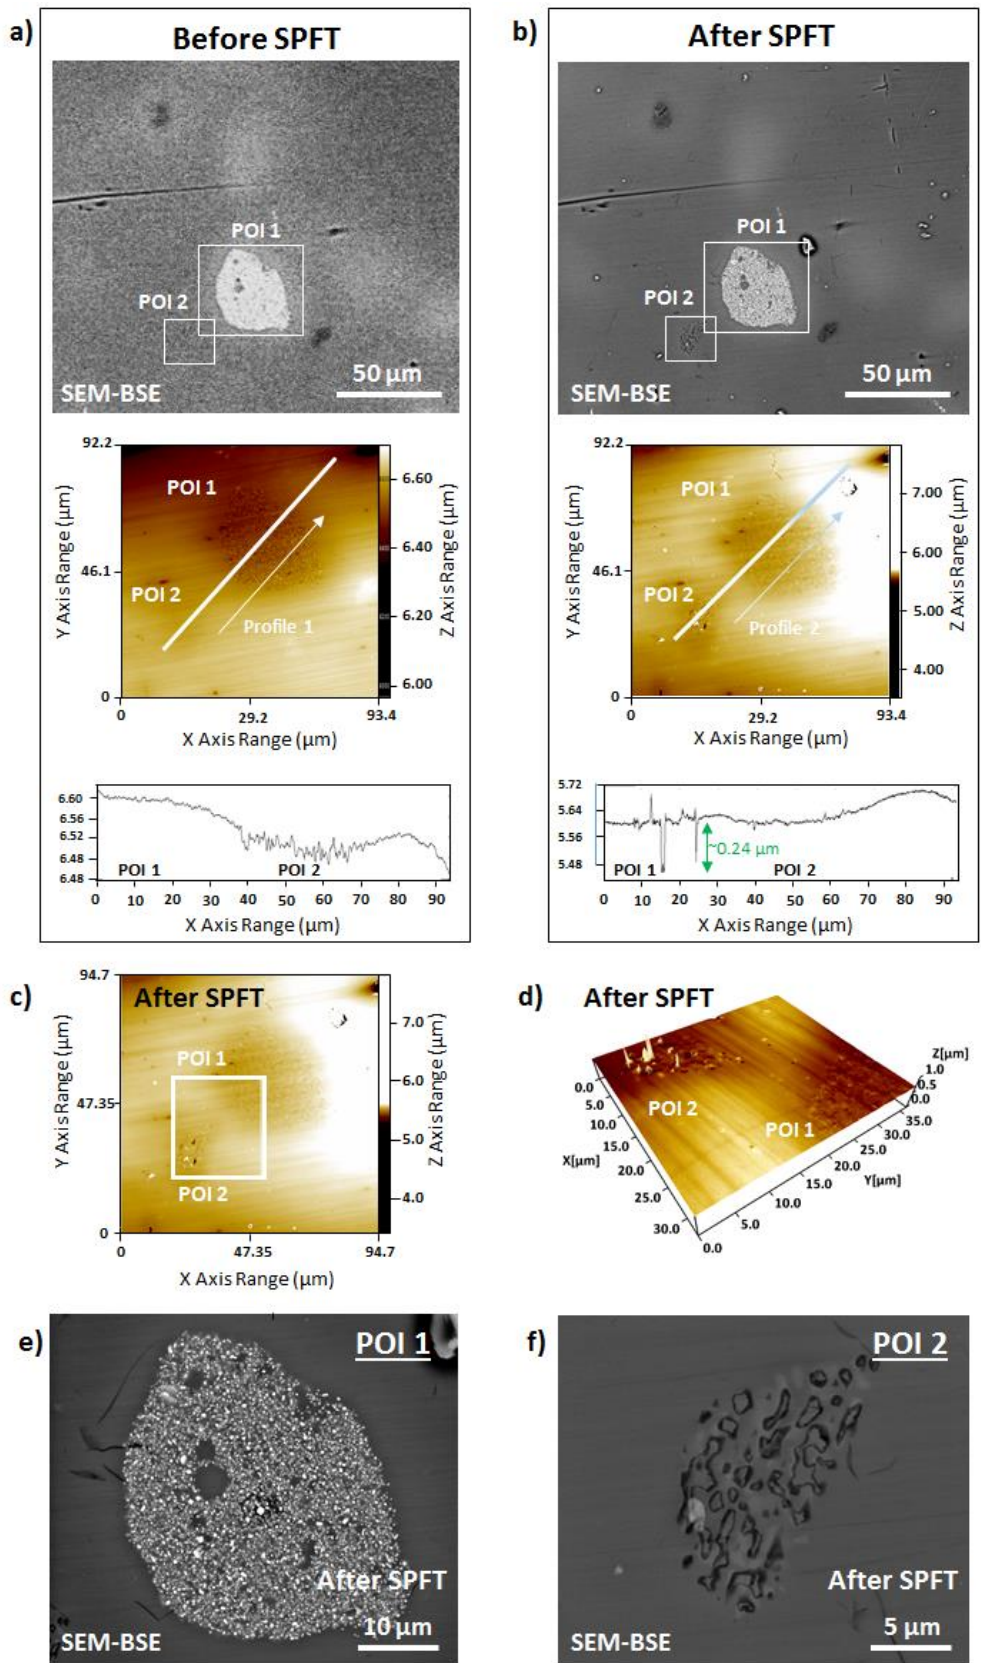 a)
Before SPFT
POI 1
POI 2
50 µm
SEM-BSE
92.2
46.1
0
Y Axis Range (µm)
POI 1
POI 2
Profile 1
6.60
6.40
6.20
6.00
Z Axis Range (µm)
0
29.2
93.4
X Axis Range (µm)
6.60
6.56
6.52
6.48
6.48
POI 1
POI 2
0 10 20 30 40 50 60 70 80 90
X Axis Range (µm)
b)
After SPFT
POI 1
POI 2
50 µm
SEM-BSE
92.2
46.1
0
Y Axis Range (µm)
POI 1
POI 2
Profile 2
7.00
6.00
5.00
4.00
Z Axis Range (µm)
0
29.2
93.4
X Axis Range (µm)
5.72
5.64
5.56
5.48
~0.24 µm
POI 1
POI 2
0 10 20 30 40 50 60 70 80 90
X Axis Range (µm)
c)
After SPFT
94.7
47.35
0
Y Axis Range (µm)
POI 1
POI 2
7.0
6.0
5.0
4.0
Z Axis Range (µm)
0
47.35
94.7
X Axis Range (µm)
d)
After SPFT
POI 2
POI 1
Z[µm]
1.0
0.5
0.0
0.0
5.0
10.0
15.0
20.0
25.0
30.0
X[µm]
0.0
5.0
10.0
15.0
20.0
25.0
30.0
35.0
Y[µm]
e)
POI 1
After SPFT
10 µm
SEM-BSE
f)
POI 2
After SPFT
5 µm
SEM-BSE